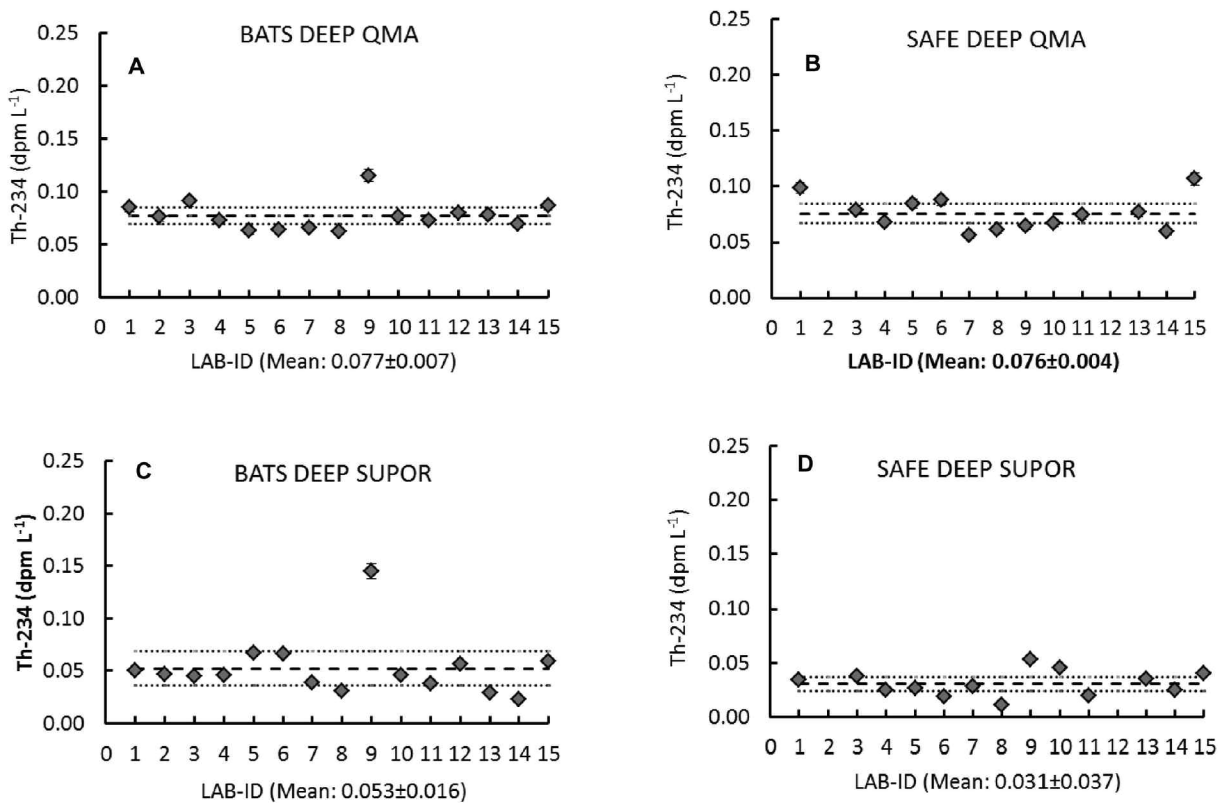 BATS DEEP QMA
A
Th-234 (dpm L⁻¹)
0.25
0.20
0.15
0.10
0.05
0.00
0 1 2 3 4 5 6 7 8 9 10 11 12 13 14 15
LAB-ID (Mean: 0.077±0.007)
SAFE DEEP QMA
B
Th-234 (dpm L⁻¹)
0.25
0.20
0.15
0.10
0.05
0.00
0 1 2 3 4 5 6 7 8 9 10 11 12 13 14 15
LAB-ID (Mean: 0.076±0.004)
C
BATS DEEP SUPOR
Th-234 (dpm L⁻¹)
0.25
0.20
0.15
0.10
0.05
0.00
0 1 2 3 4 5 6 7 8 9 10 11 12 13 14 15
LAB-ID (Mean: 0.053±0.016)
D
SAFE DEEP SUPOR
Th-234 (dpm L⁻¹)
0.25
0.20
0.15
0.10
0.05
0.00
0 1 2 3 4 5 6 7 8 9 10 11 12 13 14 15
LAB-ID (Mean: 0.031±0.037)